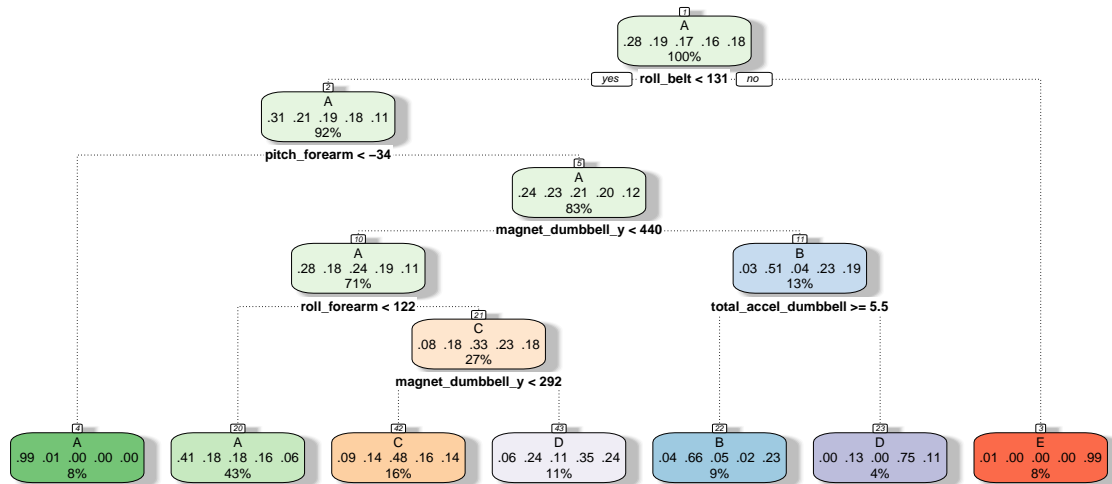 1
A
.28 .19 .17 .16 .18
100%
yes roll_belt < 131 no
2
A
.31 .21 .19 .18 .11
92%
pitch_forearm < −34
5
A
.24 .23 .21 .20 .12
83%
magnet_dumbbell_y < 440
10
A
.28 .18 .24 .19 .11
71%
roll_forearm < 122
11
B
.03 .51 .04 .23 .19
13%
total_accel_dumbbell >= 5.5
21
C
.08 .18 .33 .23 .18
27%
magnet_dumbbell_y < 292
4
A
.99 .01 .00 .00 .00
8%
20
A
.41 .18 .18 .16 .06
43%
42
C
.09 .14 .48 .16 .14
16%
43
D
.06 .24 .11 .35 .24
11%
22
B
.04 .66 .05 .02 .23
9%
23
D
.00 .13 .00 .75 .11
4%
3
E
.01 .00 .00 .00 .99
8%